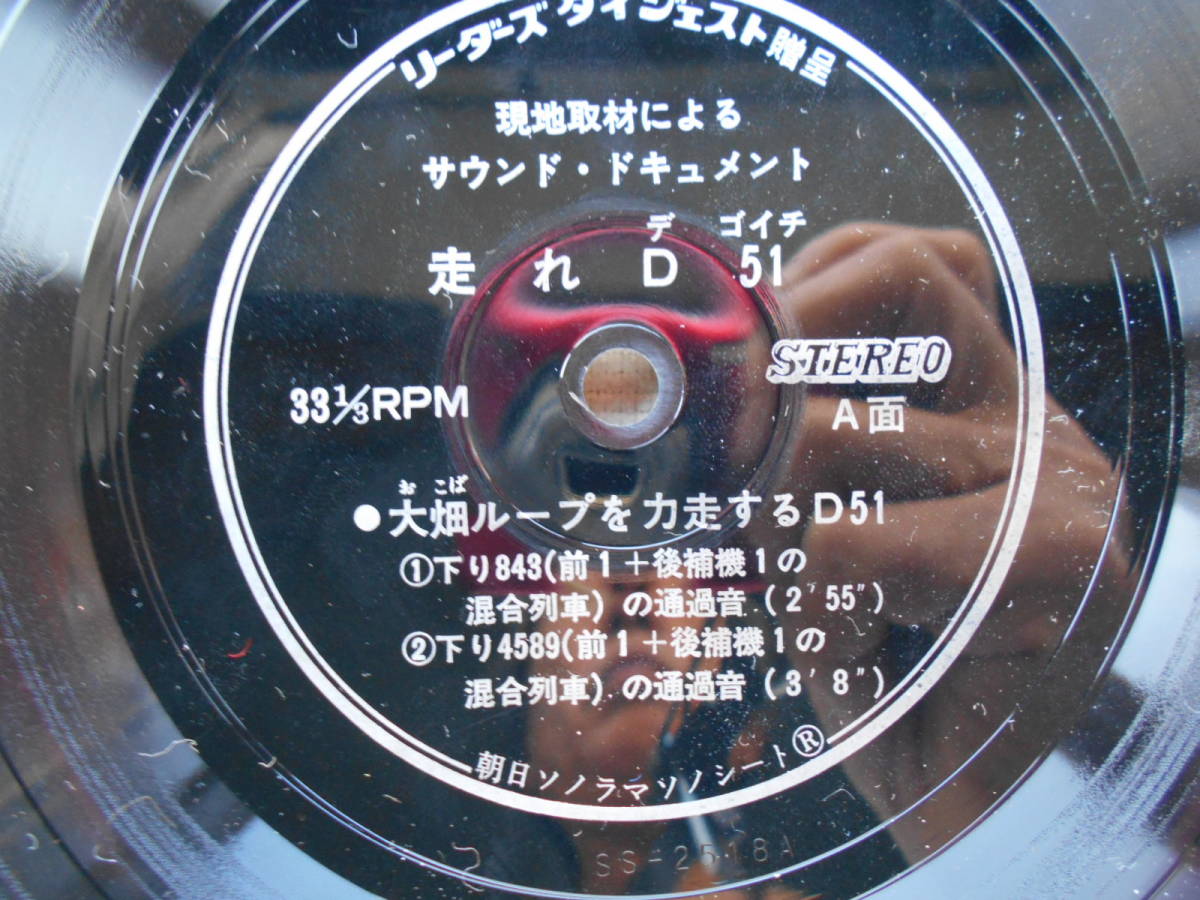 リーダーズ ダイジェスト贈呈
現地取材による
サウンド・ドキュメント
デ ゴイチ
走れ D 51
STEREO
33⅓RPM
A面
おこば
●大畑ループを力走するD51
①下り843(前1+後補機1の
混合列車)の通過音(2′55″)
②下り4589(前1+後補機1の
混合列車)の通過音(3′8″)
朝日ソノラマソノシート®
SS-2518A